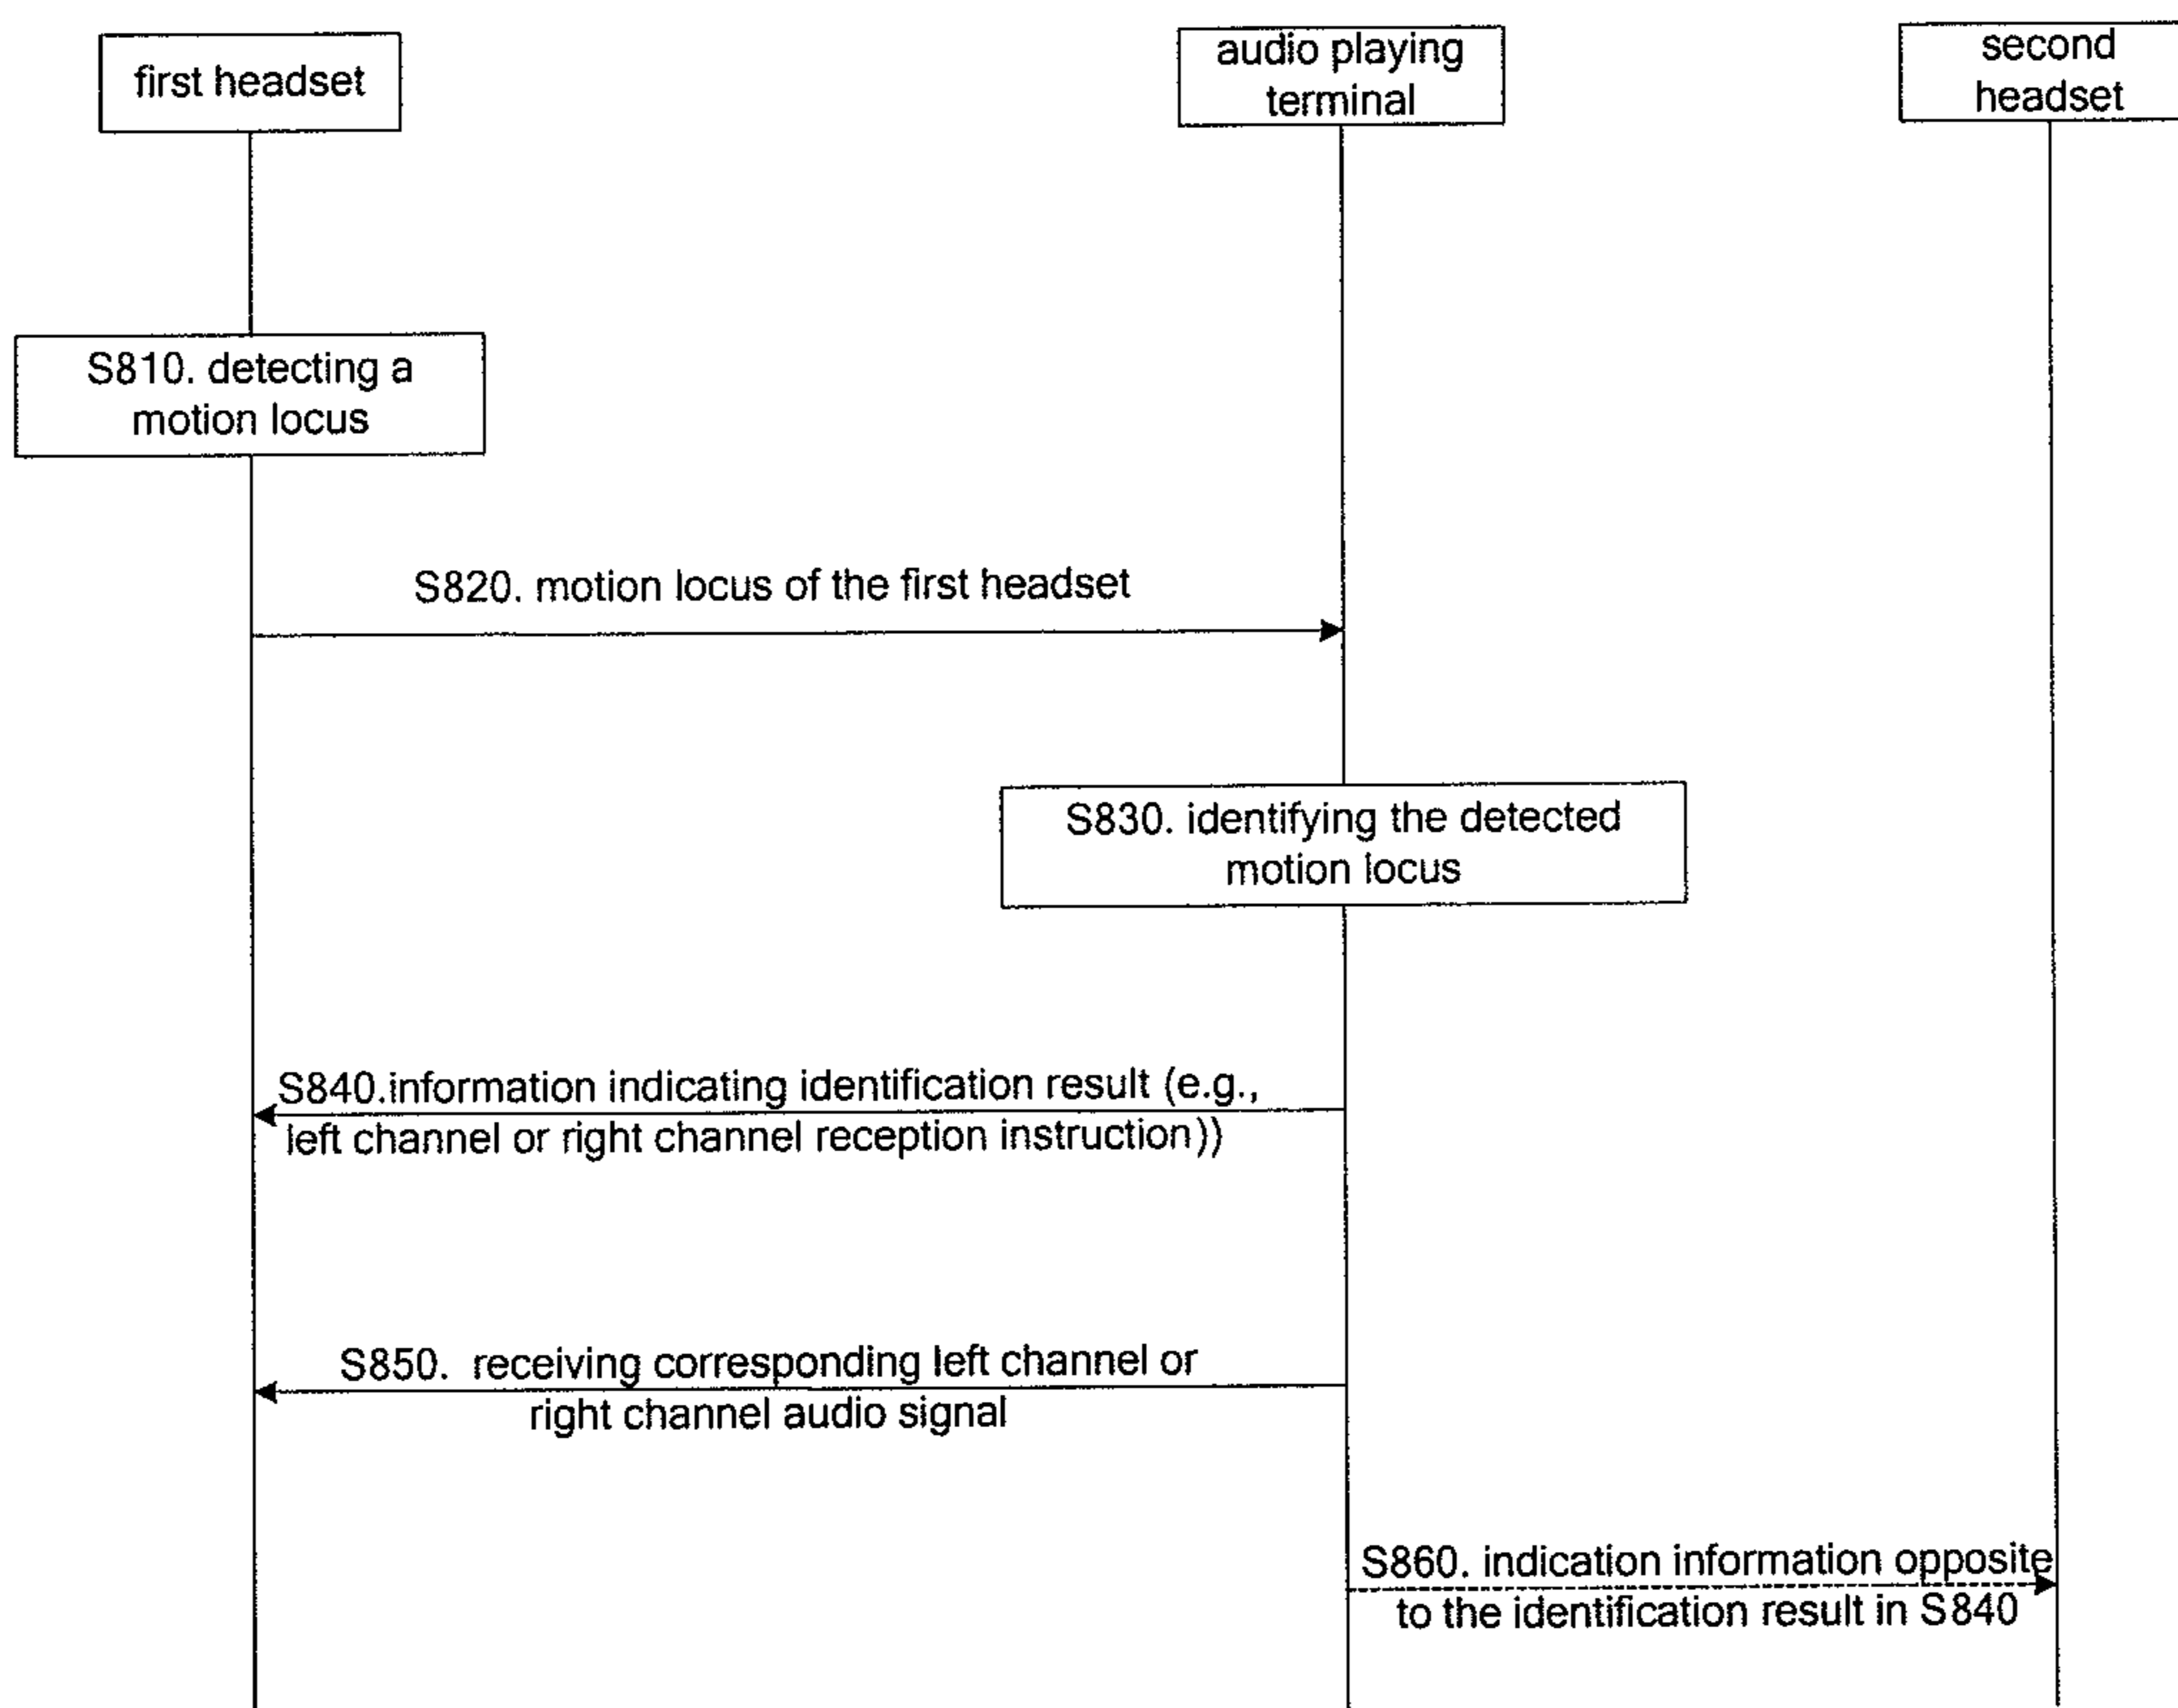 first headset
audio playing
terminal
second
headset
S810. detecting a
motion locus
S820. motion locus of the first headset
S830. identifying the detected
motion locus
S840.information indicating identification result (e.g.,
left channel or right channel reception instruction))
S850. receiving corresponding left channel or
right channel audio signal
S860. indication information opposite
to the identification result in S840